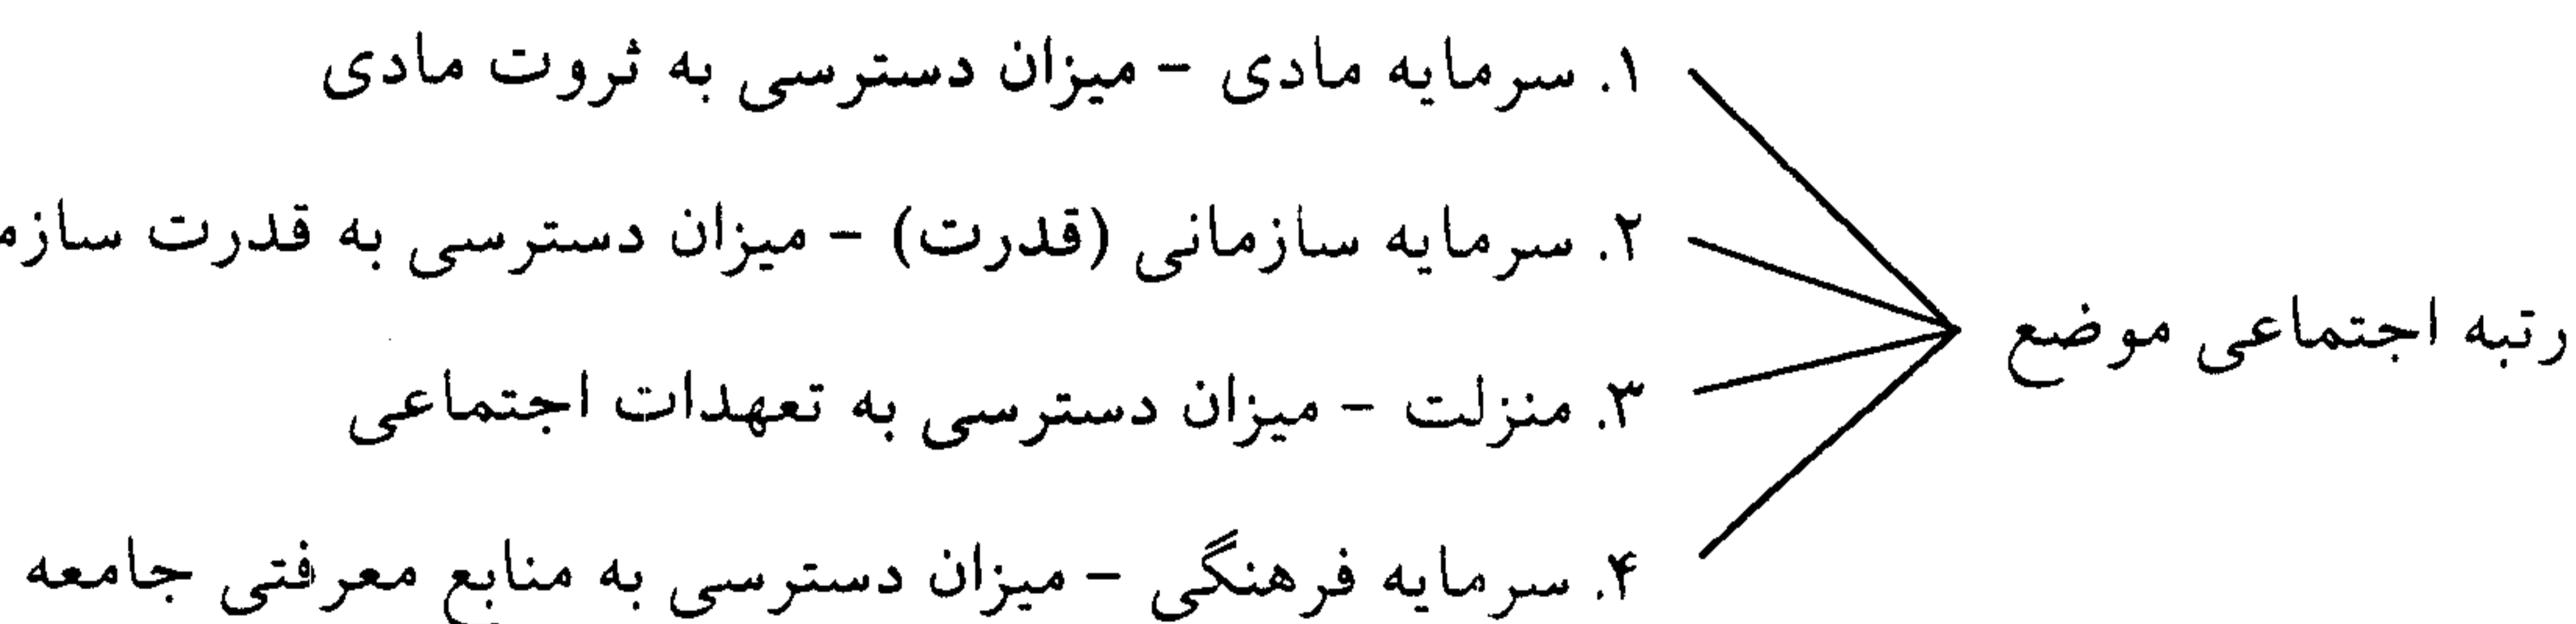 ۱. سرمایه مادی – میزان دسترسی به ثروت مادی
۲. سرمایه سازمانی (قدرت) – میزان دسترسی به قدرت
رتبه اجتماعی موضع
۳. منزلت – میزان دسترسی به تعهدات اجتماعی
۴. سرمایه فرهنگی – میزان دسترسی به منابع معرفتی جامعه